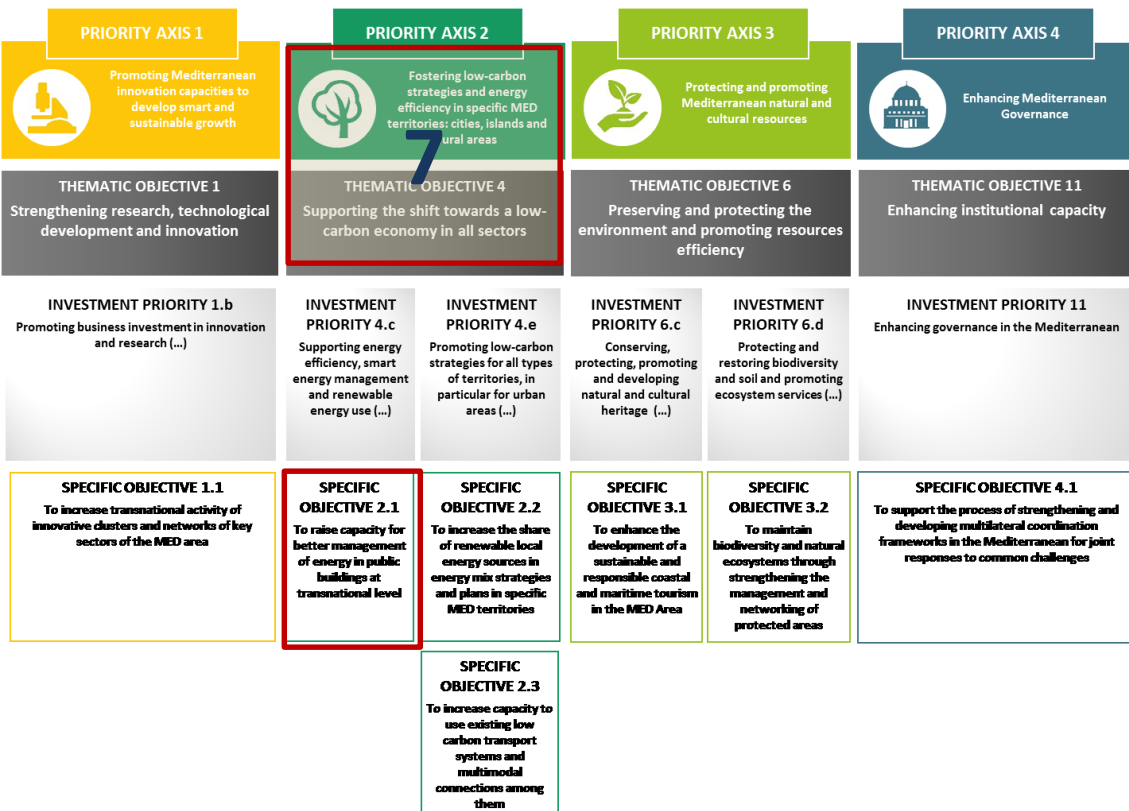 PRIORITY AXIS 1
Promoting Mediterranean
innovation capacities to
develop smart and
sustainable growth
THEMATIC OBJECTIVE 1
Strengthening research, technological
development and innovation
INVESTMENT PRIORITY 1.b
Promoting business investment in innovation
and research (...)
SPECIFIC OBJECTIVE 1.1
To increase transnational activity of
innovative clusters and networks of key
sectors of the MED area
PRIORITY AXIS 2
Fostering low-carbon
strategies and energy
efficiency in specific MED
territories: cities, islands and
ural areas
7
THEMATIC OBJECTIVE 4
Supporting the shift towards a low-
carbon economy in all sectors
INVESTMENT
PRIORITY 4.c
Supporting energy
efficiency, smart
energy management
and renewable
energy use (...)
SPECIFIC
OBJECTIVE 2.1
To raise capacity for
better management
of energy in public
buildings at
transnational level
INVESTMENT
PRIORITY 4.e
Promoting low-carbon
strategies for all types
of territories, in
particular for urban
areas (...)
SPECIFIC
OBJECTIVE 2.2
To increase the share
of renewable local
energy sources in
energy mix strategies
and plans in specific
MED territories
SPECIFIC
OBJECTIVE 2.3
To increase capacity to
use existing low
carbon transport
systems and
multimodal
connections among
them
PRIORITY AXIS 3
Protecting and promoting
Mediterranean natural and
cultural resources
THEMATIC OBJECTIVE 6
Preserving and protecting the
environment and promoting resources
efficiency
INVESTMENT
PRIORITY 6.c
Conserving,
protecting, promoting
and developing
natural and cultural
heritage (...)
SPECIFIC
OBJECTIVE 3.1
To enhance the
development of a
sustainable and
responsible coastal
and maritime tourism
in the MED Area
INVESTMENT
PRIORITY 6.d
Protecting and
restoring biodiversity
and soil and promoting
ecosystem services (...)
SPECIFIC
OBJECTIVE 3.2
To maintain
biodiversity and natural
ecosystems through
strengthening the
management and
networking of
protected areas
PRIORITY AXIS 4
Enhancing Mediterranean
Governance
THEMATIC OBJECTIVE 11
Enhancing institutional capacity
INVESTMENT PRIORITY 11
Enhancing governance in the Mediterranean
SPECIFIC OBJECTIVE 4.1
To support the process of strengthening and
developing multilateral coordination
frameworks in the Mediterranean for joint
responses to common challenges